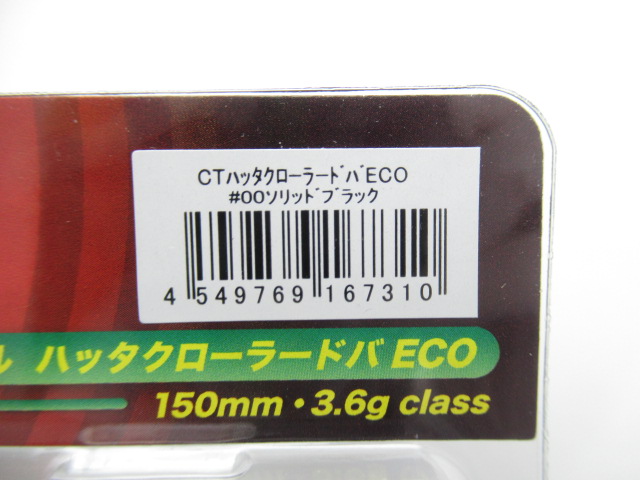 CTハッタクローラードバECO
#00ソリッドブラック
4 549769 167310
ル ハッタクローラードバ ECO
150mm・3.6g class